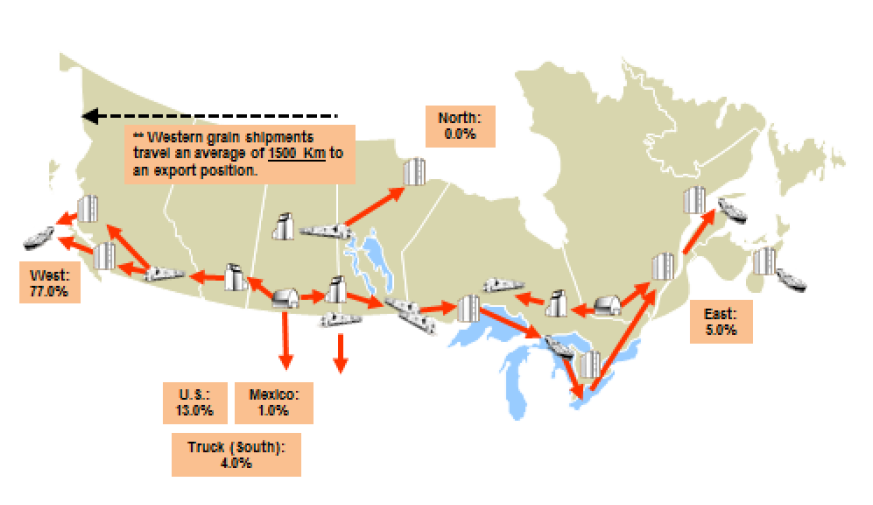 North:
0.0%
** Western grain shipments
travel an average of 1500 Km to
an export position.
West:
77.0%
East:
5.0%
U.S.:
13.0%
Mexico:
1.0%
Truck (South):
4.0%